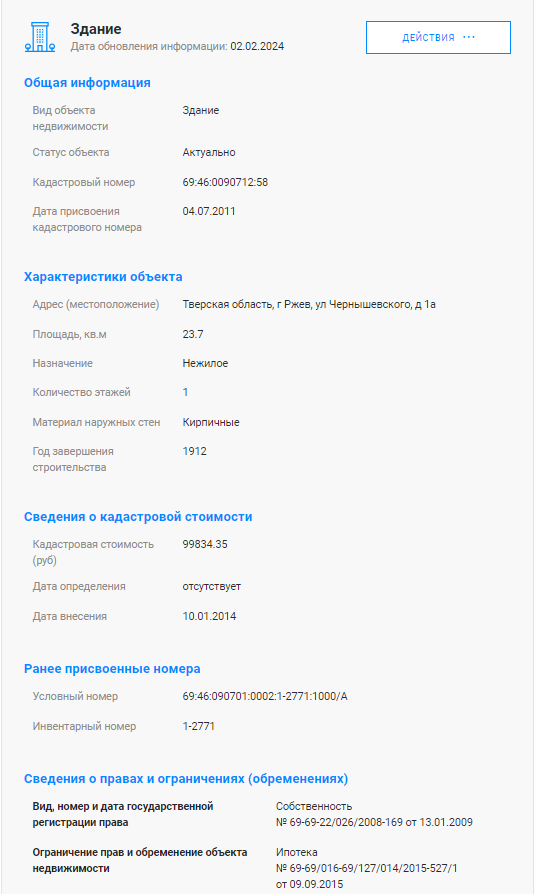 Здание
Дата обновления информации: 02.02.2024
ДЕЙСТВИЯ ···
Общая информация
Вид объекта
недвижимости
Здание
Статус объекта
Актуально
Кадастровый номер
69:46:0090712:58
Дата присвоения
кадастрового номера
04.07.2011
Характеристики объекта
Адрес (местоположение)
Тверская область, г Ржев, ул Чернышевского, д 1а
Площадь, кв.м
23.7
Назначение
Нежилое
Количество этажей
1
Материал наружных стен
Кирпичные
Год завершения
строительства
1912
Сведения о кадастровой стоимости
Кадастровая стоимость
(руб)
99834.35
Дата определения
отсутствует
Дата внесения
10.01.2014
Ранее присвоенные номера
Условный номер
69:46:090701:0002:1-2771:1000/А
Инвентарный номер
1-2771
Сведения о правах и ограничениях (обременениях)
Вид, номер и дата государственной
регистрации права
Собственность
№ 69-69-22/026/2008-169 от 13.01.2009
Ограничение прав и обременение объекта
недвижимости
Ипотека
№ 69-69/016-69/127/014/2015-527/1
от 09.09.2015